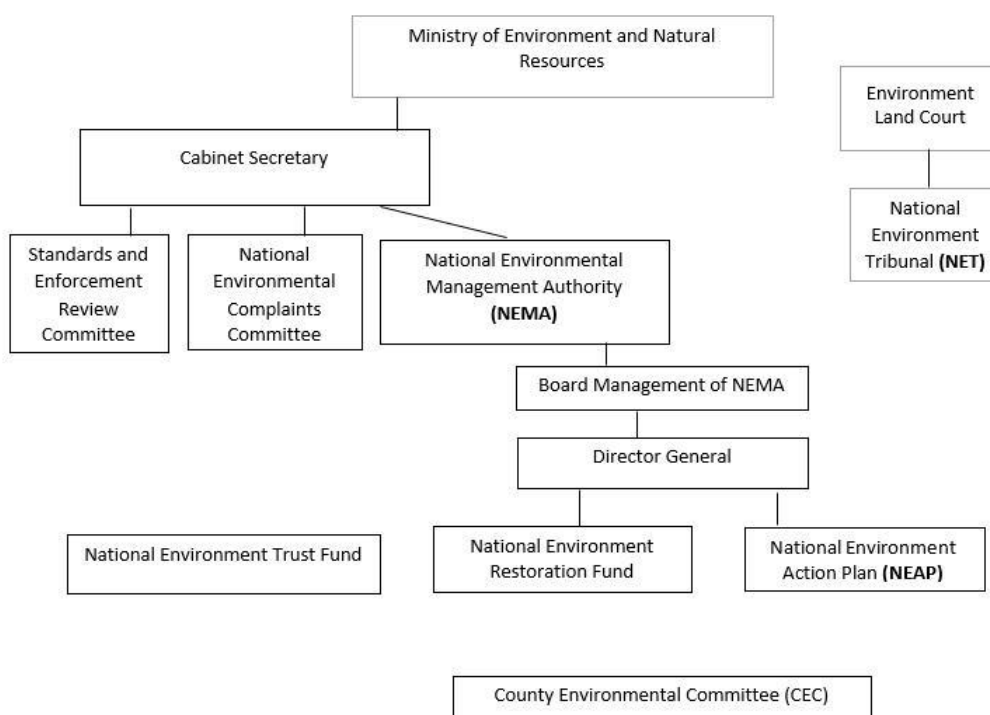 Ministry of Environment and Natural
Resources
Environment
Land Court
Cabinet Secretary
National
Environment
Tribunal (NET)
Standards and
Enforcement
Review
Committee
National
Environmental
Complaints
Committee
National Environmental
Management Authority
(NEMA)
Board Management of NEMA
Director General
National Environment Trust Fund
National Environment
Restoration Fund
National Environment
Action Plan (NEAP)
County Environmental Committee (CEC)